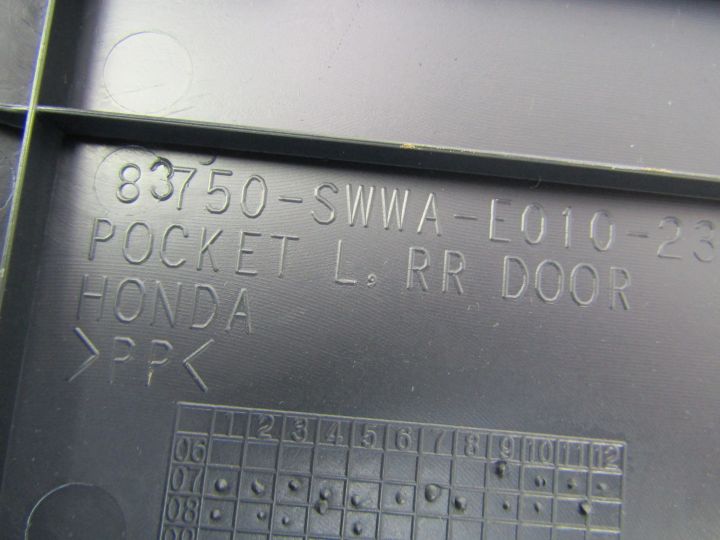 83750-SWWA-E010-23
POCKET L, RR DOOR
HONDA
>PP<
1 2 3 4 5 6 7 8 9 10 11 12
06
07
08
09